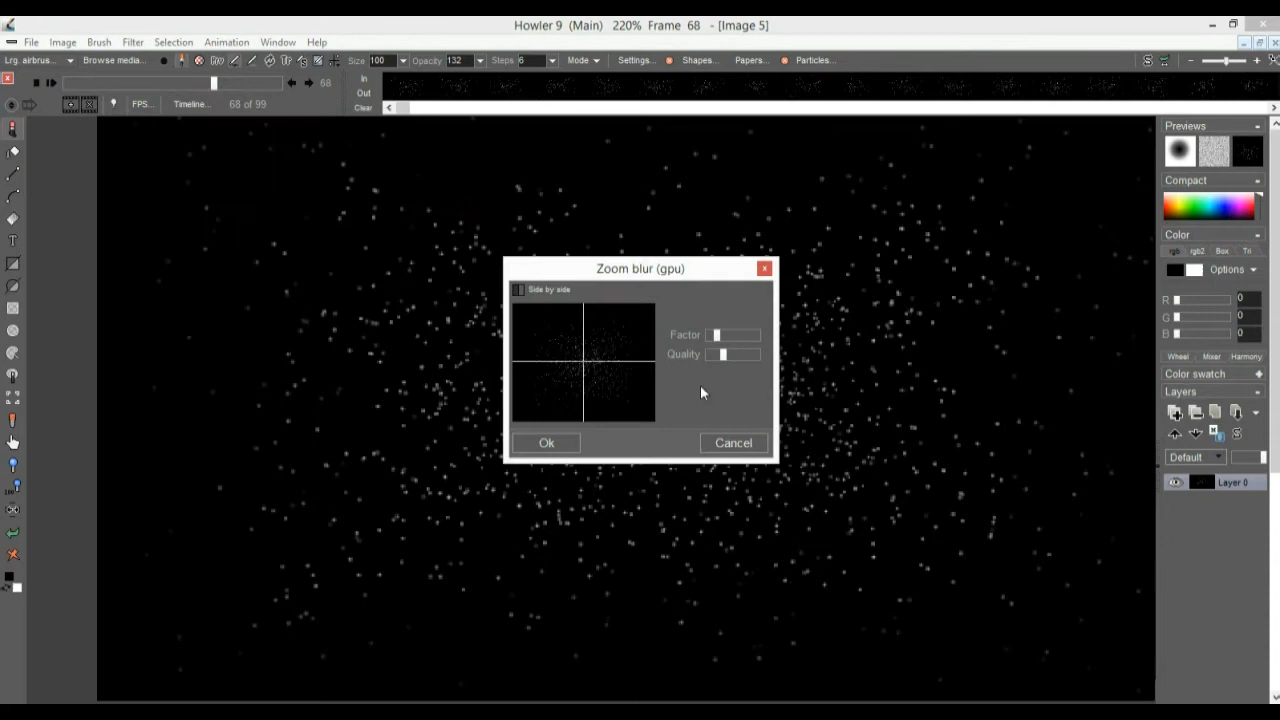 Howler 9 (Main) 220% Frame 68 - [Image 5]
File Image Brush Filter Selection Animation Window Help
Lrg. airbrus... Browse media... Size 100 Opacity 132 Steps 6 Mode Settings... Shapes... Papers... Particles...
68 In
Out
FPS... Timeline... 68 of 99 Clear
Previews
Compact
Color
rgb rgb2 Box Tri
Options
R 0
G 0
B 0
Wheel Mixer Harmony
Color swatch
Layers
Default
Layer 0
Zoom blur (gpu)
Side by side
Factor
Quality
Ok Cancel